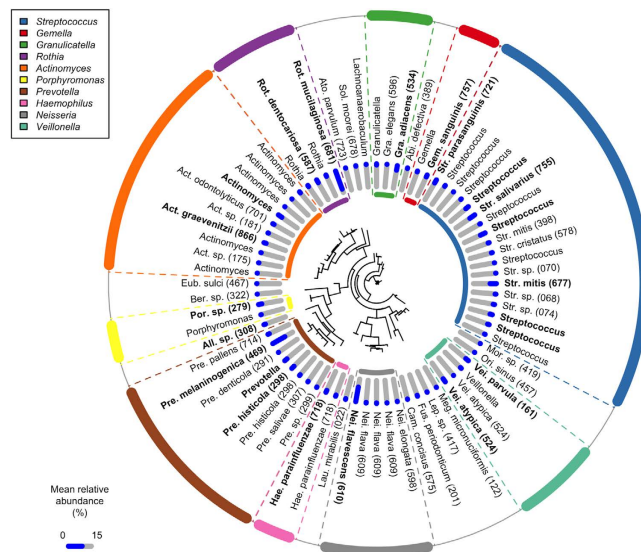 Streptococcus
Gemella
Granulicatella
Rothia
Actinomyces
Porphyromonas
Prevotella
Haemophilus
Neisseria
Veillonella
Granulicatella
Gra. elegans (596)
Gra. adiacens (534)
Abi. defectiva (389)
Gemella
Gem. sanguinis (757)
Str. parasanguinis (721)
Streptococcus
Streptococcus
Streptococcus
Streptococcus
Str. salivarius (755)
Streptococcus
Streptococcus
Str. mitis (398)
Str. cristatus (578)
Streptococcus
Str. sp. (070)
Str. mitis (677)
Str. sp. (068)
Str. sp. (074)
Streptococcus
Streptococcus
Streptococcus
Mor. sp. (419)
Ori. sinus (457)
Vei. parvula (161)
Veillonella
Vei. atypica (524)
Vei. atypica (524)
Meg. micronuciformis (122)
Lep. sp. (417)
Fus. periodonticum (201)
Cam. concisus (575)
Nei. elongata (598)
Nei. flava (609)
Nei. flava (609)
Nei. flava (609)
Nei. flavescens (610)
Lau. mirabilis (022)
Hae. parainfluenzae (718)
Hae. parainfluenzae (718)
Pre. sp. (299)
Pre. salivae (307)
Pre. histicola (298)
Pre. histicola (298)
Prevotella
Pre. denticola (291)
Pre. melaninogenica (469)
Pre. pallens (714)
All. sp. (308)
Porphyromonas
Por. sp. (279)
Ber. sp. (322)
Eub. sulci (467)
Actinomyces
Act. sp. (175)
Actinomyces
Act. graevenitzii (866)
Act. sp. (181)
Act. odontolyticus (701)
Actinomyces
Actinomyces
Actinomyces
Actinomyces
Rothia
Rot. dentocariosa (587)
Rothia
Rot. mucilaginosa (681)
Ato. parvulum (723)
Sol. moorei (678)
Lachnoanaerobaculum
Mean relative
abundance
(%)
0 15